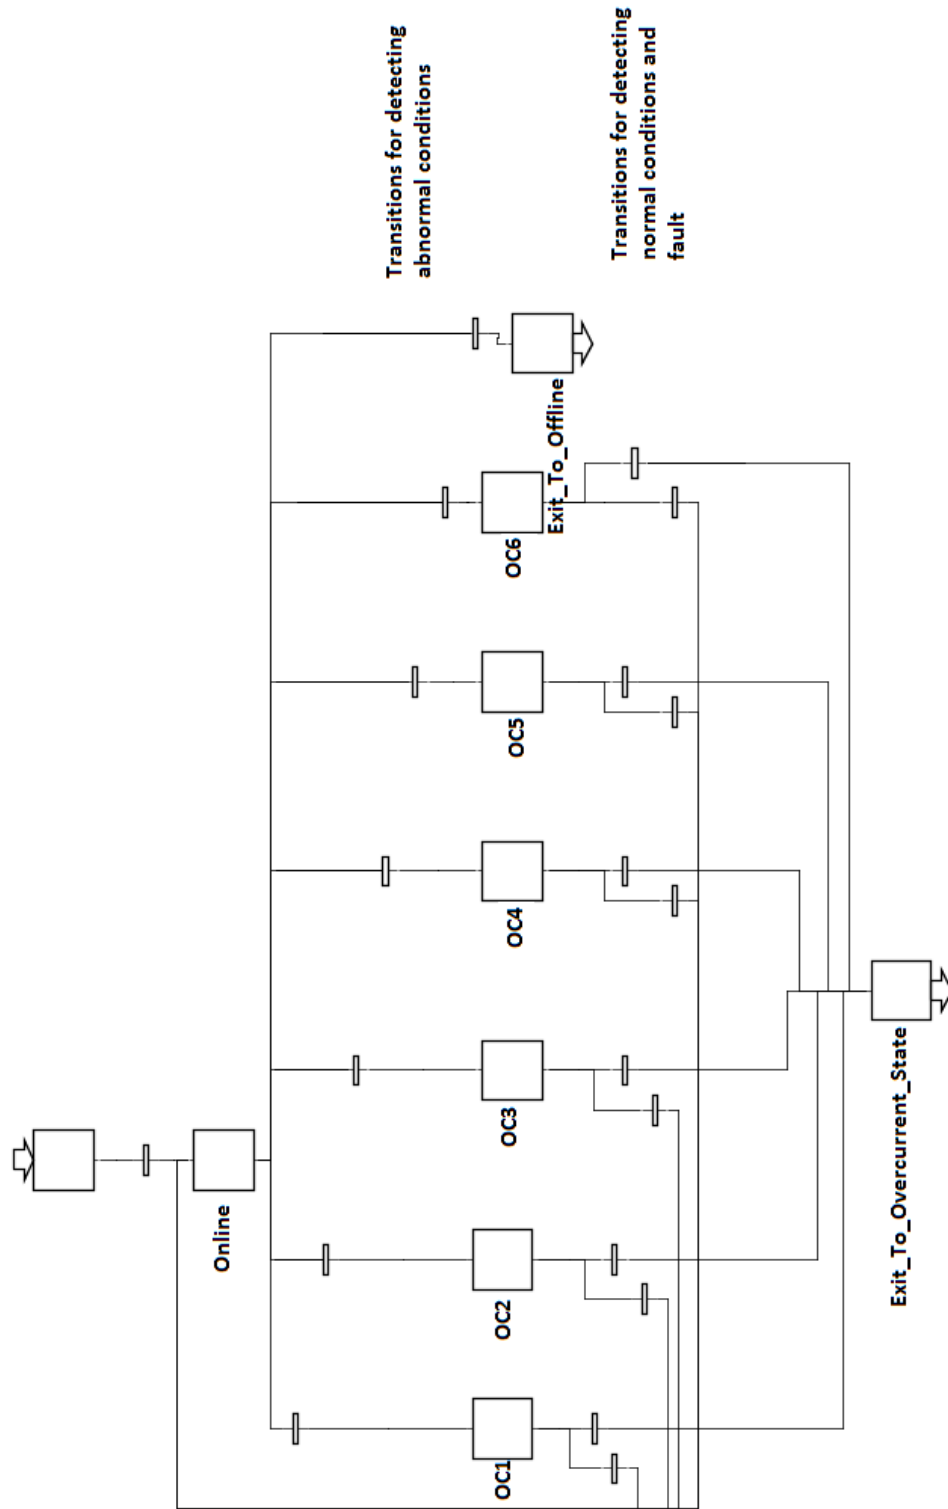 Transitions for detecting
abnormal conditions
Transitions for detecting
normal conditions and
fault
Online
OC1
OC2
OC3
OC4
OC5
OC6
Exit_To_Offline
Exit_To_Overcurrent_State